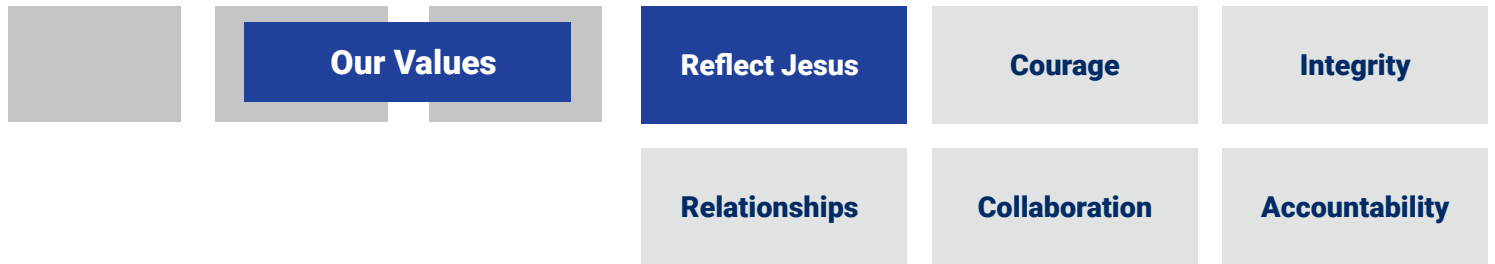 Our Values
Reflect Jesus
Courage
Integrity
Relationships
Collaboration
Accountability